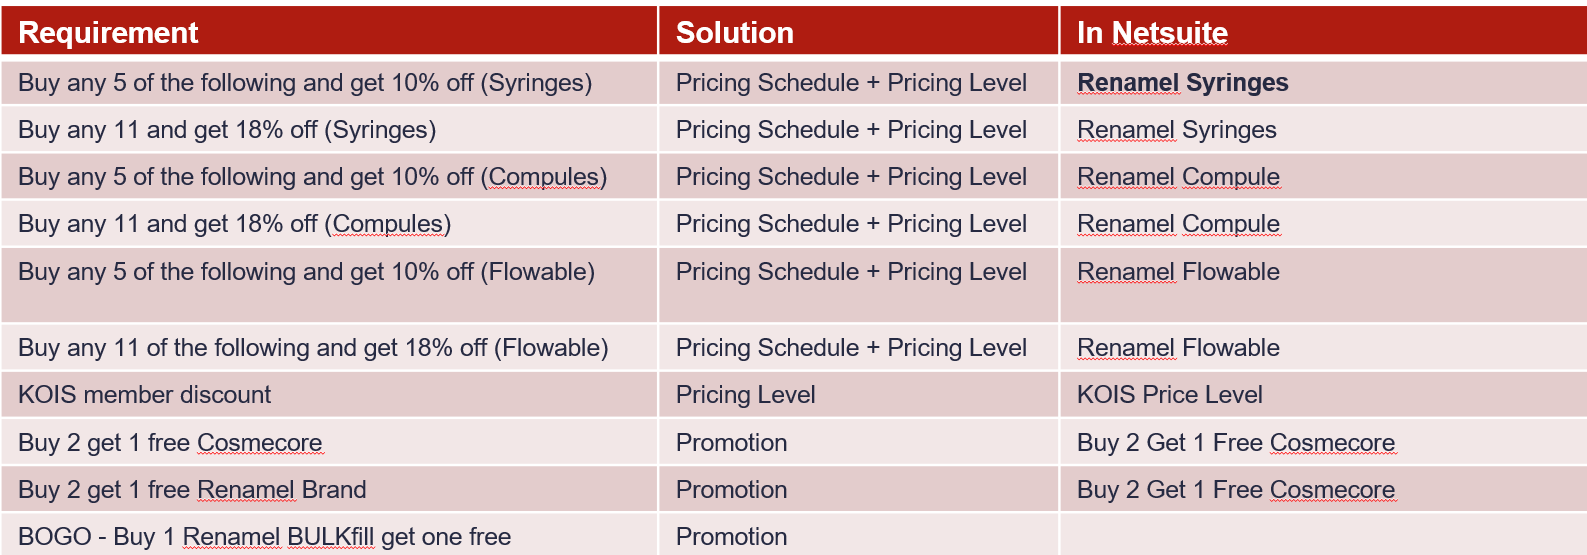 Requirement Solution In Netsuite
Buy any 5 of the following and get 10% off (Syringes) Pricing Schedule + Pricing Level Renamel Syringes
Buy any 11 and get 18% off (Syringes) Pricing Schedule + Pricing Level Renamel Syringes
Buy any 5 of the following and get 10% off (Compules) Pricing Schedule + Pricing Level Renamel Compule
Buy any 11 and get 18% off (Compules) Pricing Schedule + Pricing Level Renamel Compule
Buy any 5 of the following and get 10% off (Flowable) Pricing Schedule + Pricing Level Renamel Flowable
Buy any 11 of the following and get 18% off (Flowable) Pricing Schedule + Pricing Level Renamel Flowable
KOIS member discount Pricing Level KOIS Price Level
Buy 2 get 1 free Cosmecore Promotion Buy 2 Get 1 Free Cosmecore
Buy 2 get 1 free Renamel Brand Promotion Buy 2 Get 1 Free Cosmecore
BOGO - Buy 1 Renamel BULKfill get one free Promotion